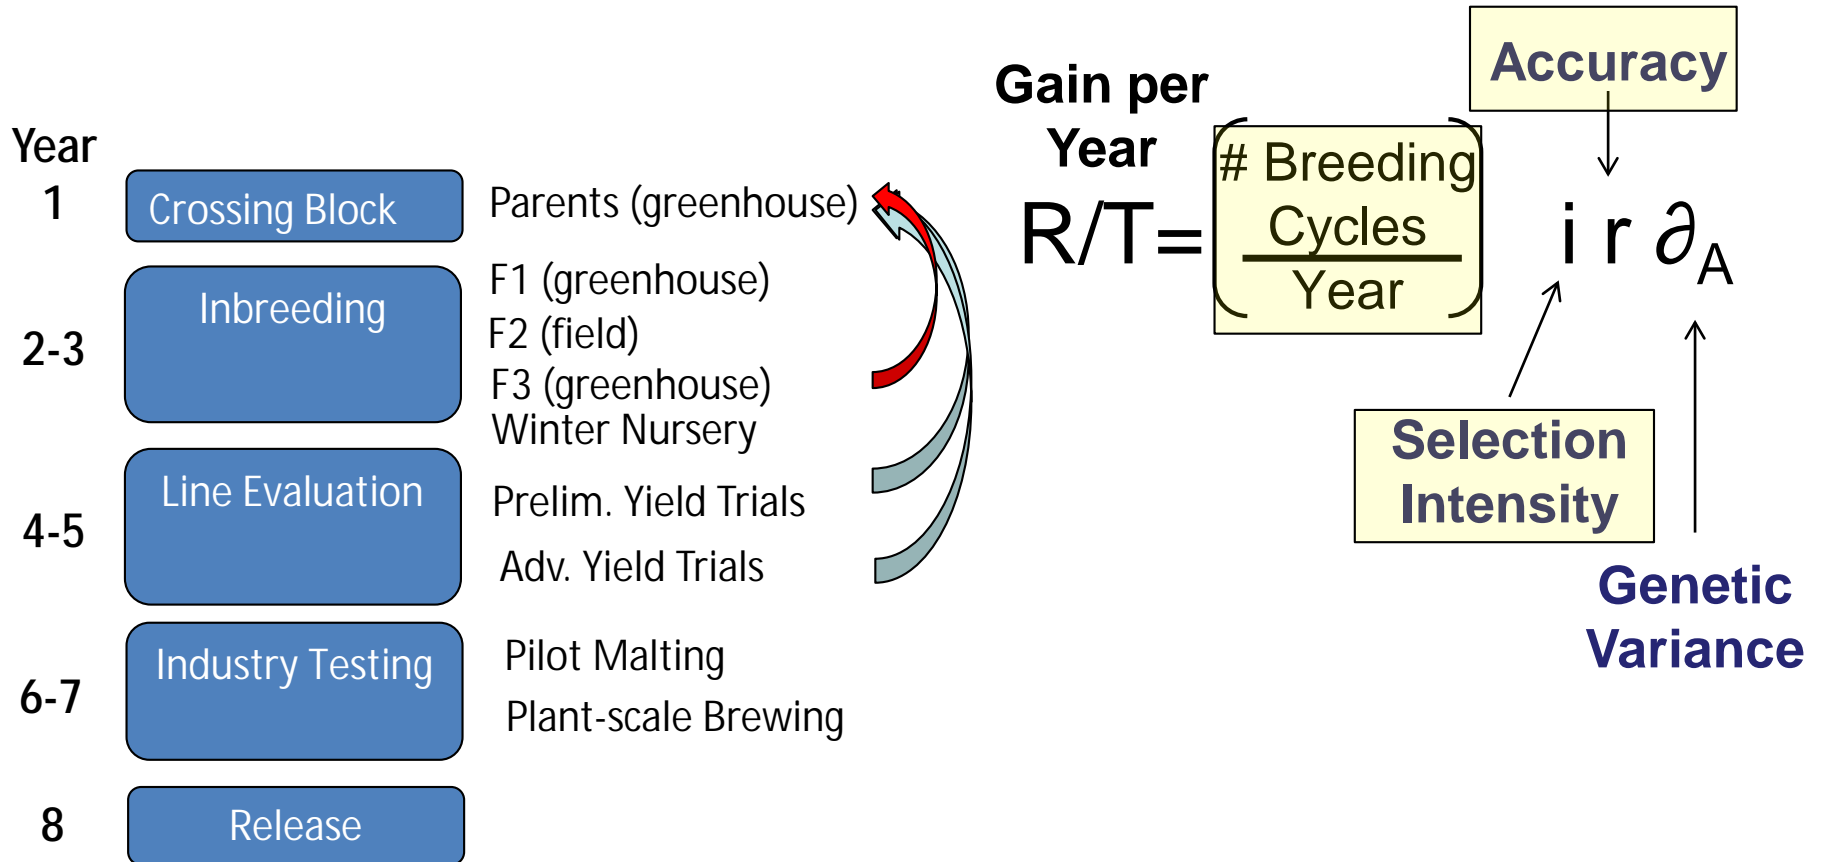 Year
1
Crossing Block
Parents (greenhouse)
2-3
Inbreeding
F1 (greenhouse)
F2 (field)
F3 (greenhouse)
Winter Nursery
4-5
Line Evaluation
Prelim. Yield Trials
Adv. Yield Trials
6-7
Industry Testing
Pilot Malting
Plant-scale Brewing
8
Release
Gain per
Year
R/T=
# Breeding
Cycles
Year
i r ∂A
Accuracy
Selection
Intensity
Genetic
Variance